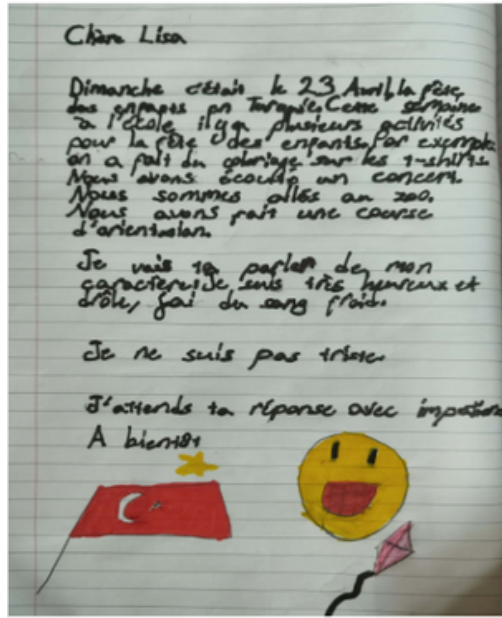 Chère Lisa
Dimanche c'était le 23 Avril, la fête
des enfants en Turquie. Cette semaine
à l'école il y a plusieurs activités
pour la fête des enfants. Par exemple
on a fait du coloriage sur les t-shirts.
Nous avons écouté un concert.
Nous sommes allés au zoo.
Nous avons fait une course
d'orientation.
Je vais te parler de mon
caractère: Je suis très heureux et
drôle, j'ai du sang froid.
Je ne suis pas triste
J'attends ta réponse avec
A bientôt